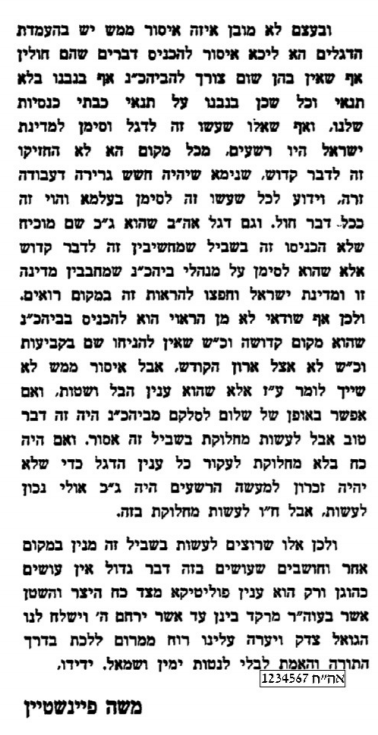 ובעצם לא מובן איזה איסור ממש יש בהעמדת
הדגלים הא ליכא איסור להכניס דברים שהם חולין
אף שאין בהן שום צורך להביהכ״נ אף בנבנו בלא
תנאי וכל שכן בנבנו על תנאי כבתי כנסיות
שלנו, ואף שאלו שעשו זה לדגל וסימן למדינת
ישראל היו רשעים, מכל מקום הא לא החזיקו
זה לדבר קדוש, שנימא שיהיה חשש גרירה דעבודה
זרה, וידוע לכל שעשו זה לסימן בעלמא והוי זה
ככל דבר חול. וגם דגל אה״ב שהוא ג״כ שם מוכיח
שלא הכניסו זה בשביל שמחשיבין זה לדבר קדוש
אלא שהוא לסימן על מנהלי ביהכ״נ שמחבבין מדינה
זו ומדינת ישראל וחפצו להראות זה במקום רואים.
ולכן אף שודאי לא מן הראוי הוא להכניס בביהכ״נ
שהוא מקום קדושה וכ״ש שאין להניחו שם בקביעות
וכ״ש לא אצל ארון הקודש, אבל איסור ממש לא
שייך לומר ע״ז אלא שהוא ענין הבל ושטות, ואם
אפשר באופן של שלום לסלקם מביהכ״נ היה זה דבר
טוב אבל לעשות מחלוקת בשביל זה אסור. ואם היה
כח בלא מחלוקת לעקור כל ענין הדגל כדי שלא
יהיה זכרון למעשה הרשעים היה ג״כ אולי נכון
לעשות, אבל ח״ו לעשות מחלוקת בזה.
ולכן אלו שרוצים לעשות בשביל זה מנין במקום
אחר וחושבים שעושים בזה דבר גדול אין עושים
כהוגן ורק הוא ענין פוליטיקא מצד כח היצר והשטן
אשר בעוה״ר מרקד בינן עד אשר ירחם ה׳ וישלח לנו
הגואל צדק ויערה עלינו רוח ממרום ללכת בדרך
התורה והאמת לבלי לנטות ימין ושמאל. ידידו,
אה״ח 1234567
משה פיינשטיין